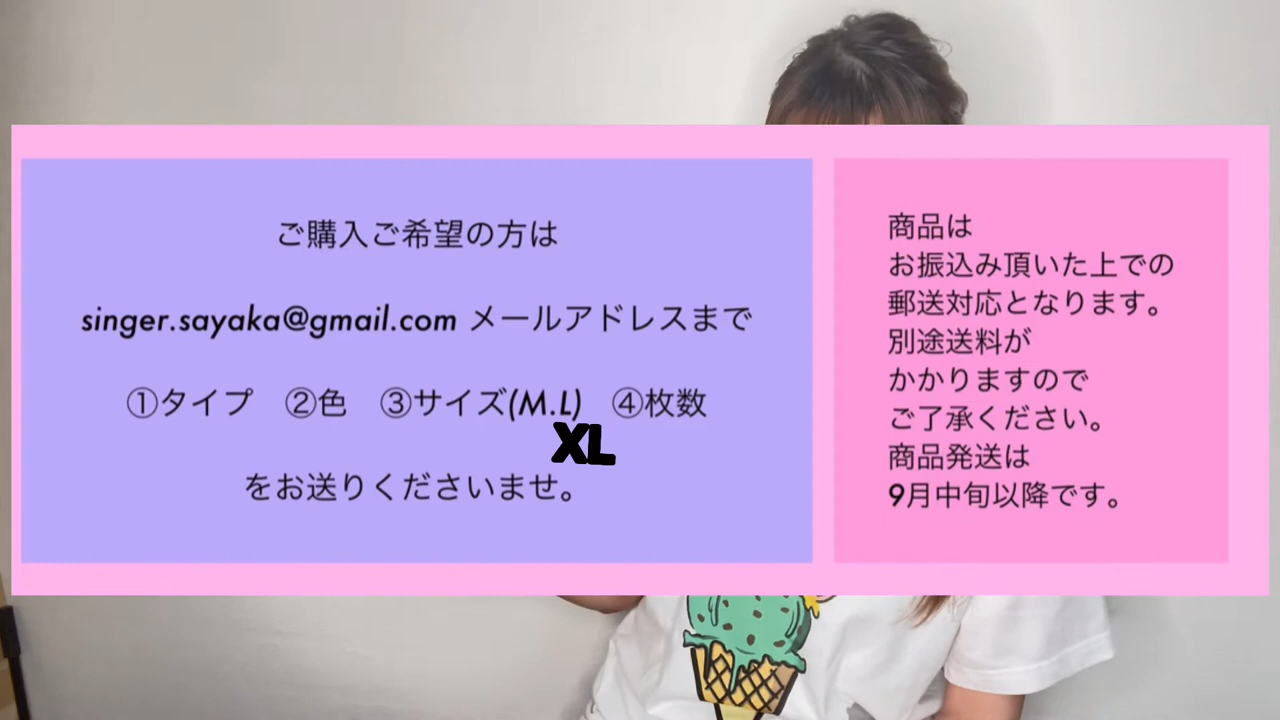 ご購入ご希望の方は
singer.sayaka@gmail.com メールアドレスまで
①タイプ ②色 ③サイズ(M.L) ④枚数
XL
をお送りくださいませ。
商品は
お振込み頂いた上での
郵送対応となります。
別途送料が
かかりますので
ご了承ください。
商品発送は
9月中旬以降です。